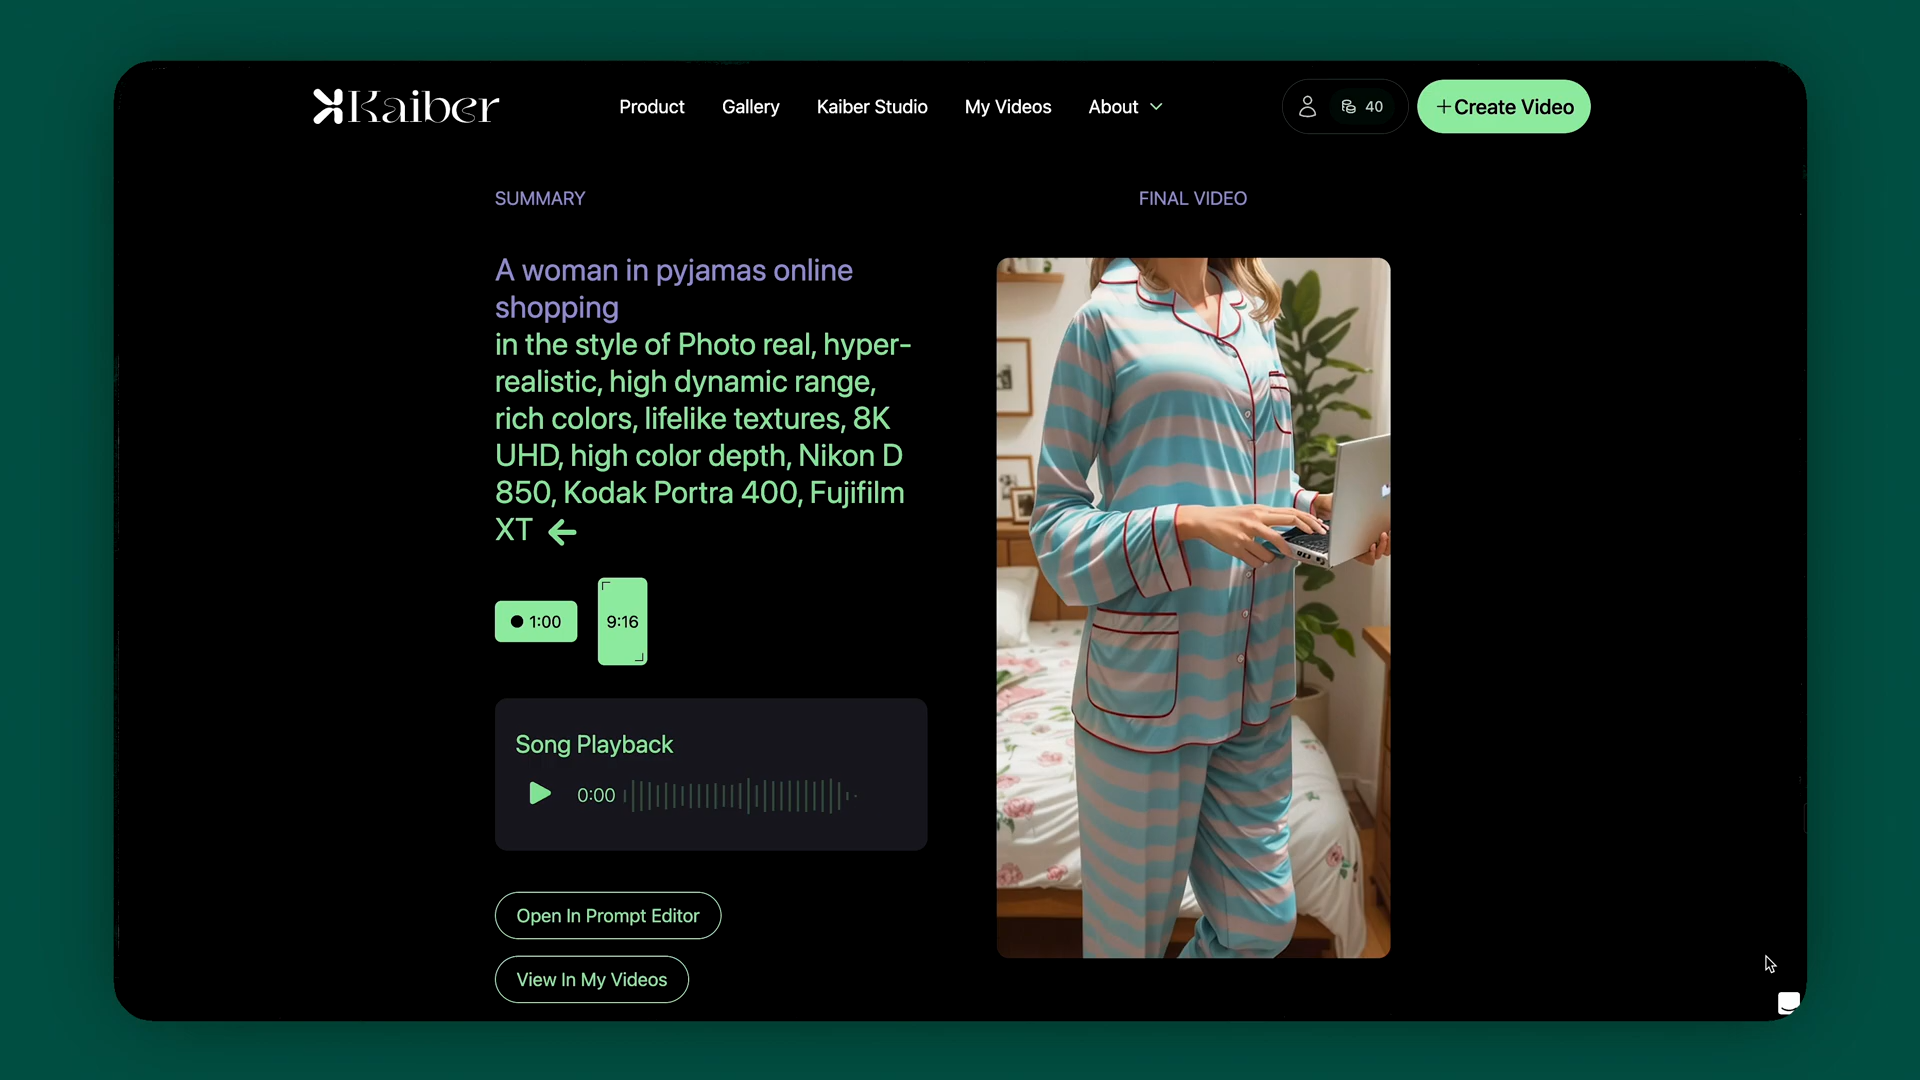 Kaiber
Product
Gallery
Kaiber Studio
My Videos
About
40
+Create Video
SUMMARY
FINAL VIDEO
A woman in pyjamas online
shopping
in the style of Photo real, hyper-
realistic, high dynamic range,
rich colors, lifelike textures, 8K
UHD, high color depth, Nikon D
850, Kodak Portra 400, Fujifilm
XT
1:00
9:16
Song Playback
0:00
Open In Prompt Editor
View In My Videos